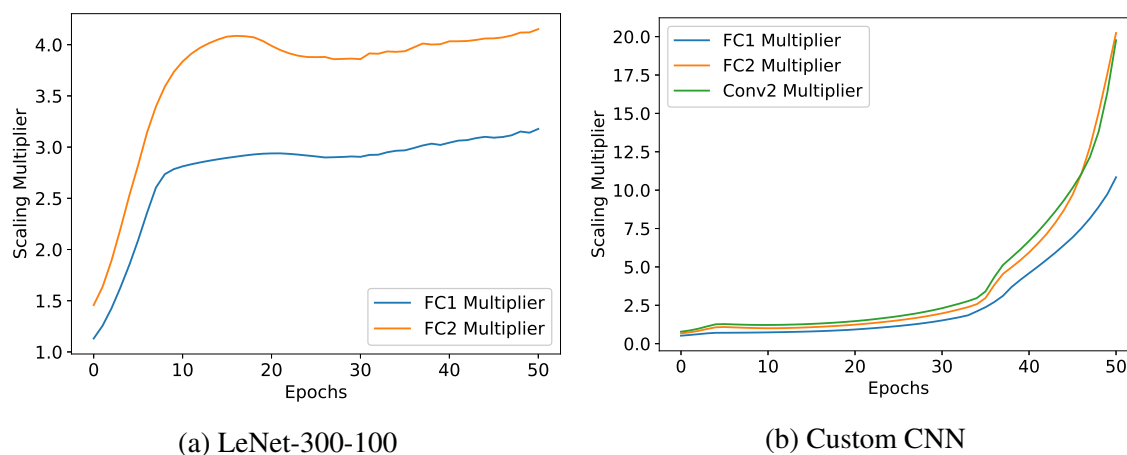 4.0
3.5
3.0
2.5
2.0
1.5
1.0
Scaling Multiplier
FC1 Multiplier
FC2 Multiplier
0 10 20 30 40 50
Epochs
(a) LeNet-300-100
20.0
17.5
15.0
12.5
10.0
7.5
5.0
2.5
0.0
Scaling Multiplier
FC1 Multiplier
FC2 Multiplier
Conv2 Multiplier
0 10 20 30 40 50
Epochs
(b) Custom CNN